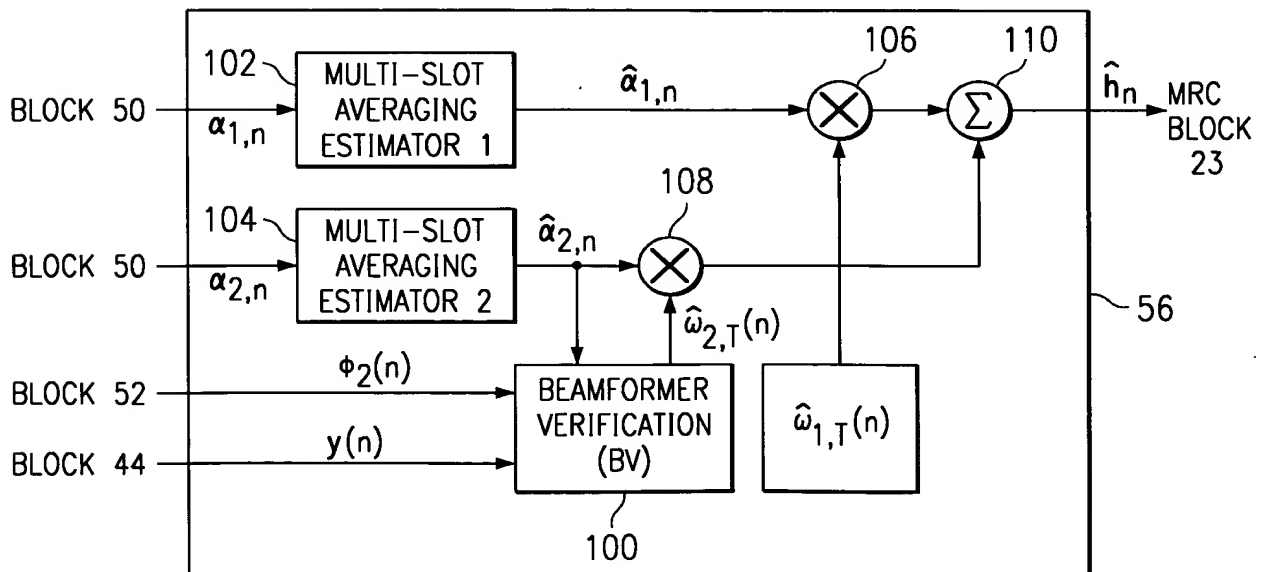 102
MULTI-SLOT
AVERAGING
ESTIMATOR 1
BLOCK 50
α1,n
α̂1,n
106
110
ĥn
MRC
BLOCK
23
Σ
104
MULTI-SLOT
AVERAGING
ESTIMATOR 2
BLOCK 50
α2,n
α̂2,n
108
ω̂2,T(n)
56
BLOCK 52
ϕ2(n)
BEAMFORMER
VERIFICATION
(BV)
ω̂1,T(n)
BLOCK 44
y(n)
100